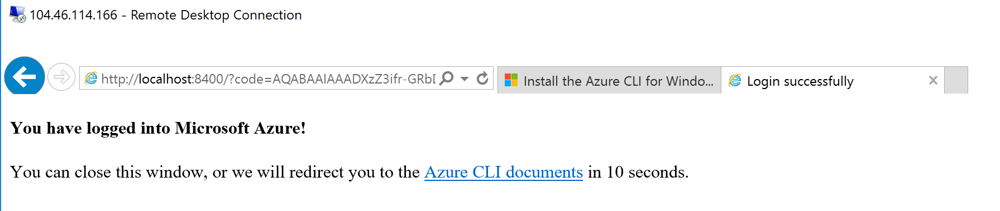 104.46.114.166 - Remote Desktop Connection
http://localhost:8400/?code=AQABAAIAAADXzZ3ifr-GRbD
Install the Azure CLI for Windo...
Login successfully
You have logged into Microsoft Azure!
You can close this window, or we will redirect you to the Azure CLI documents in 10 seconds.